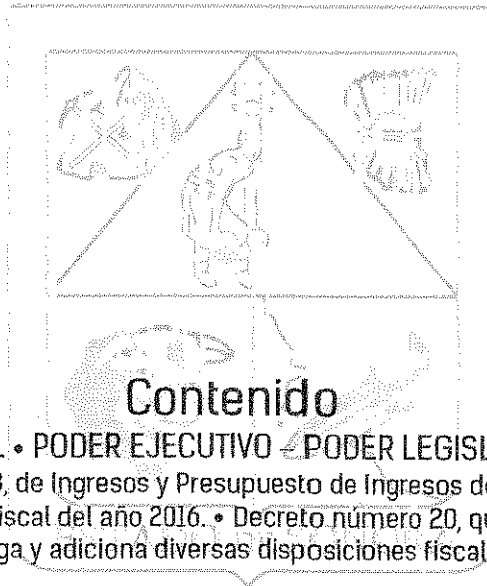 Contenido
• PODER EJECUTIVO - PODER LEGISL
, de Ingresos y Presupuesto de Ingresos de
iscal del año 2016. • Decreto número 20, qu
ga y adiciona diversas disposiciones fiscal